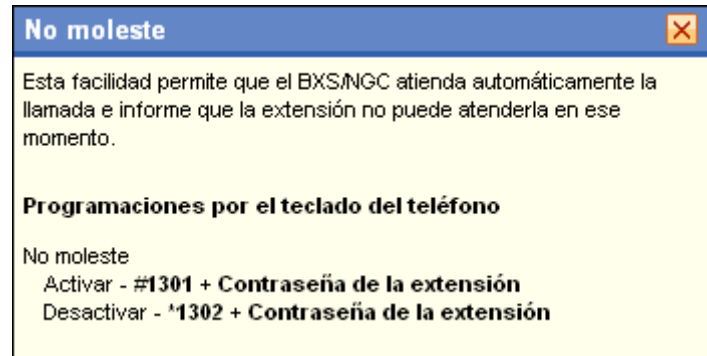 No moleste
Esta facilidad permite que el BXS/NGC atienda automáticamente la
llamada e informe que la extensión no puede atenderla en ese
momento.
Programaciones por el teclado del teléfono
No moleste
Activar - #1301 + Contraseña de la extensión
Desactivar - *1302 + Contraseña de la extensión